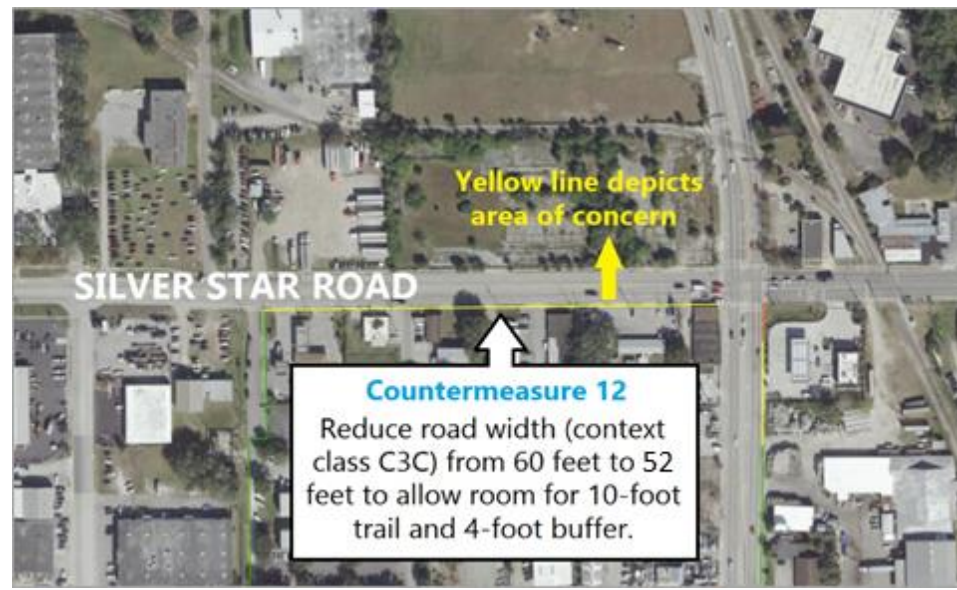 Yellow line depicts
area of concern
SILVER STAR ROAD
Countermeasure 12
Reduce road width (context
class C3C) from 60 feet to 52
feet to allow room for 10-foot
trail and 4-foot buffer.